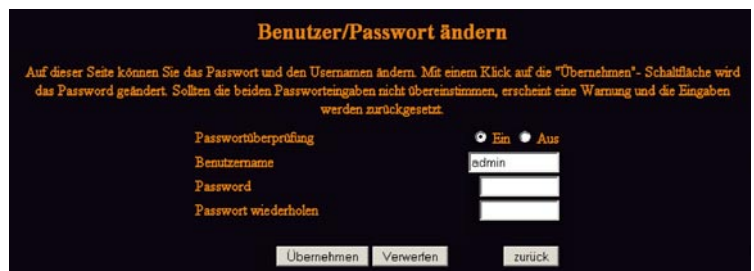 Benutzer/Passwort ändern
Auf dieser Seite können Sie das Passwort und den Usernamen ändern. Mit einem Klick auf die "Übernehmen"- Schaltfläche wird
das Password geändert. Sollten die beiden Passworteingaben nicht übereinstimmen, erscheint eine Warnung und die Eingaben
werden zurückgesetzt.
Passwortüberprüfung Ein Aus
Benutzername admin
Password
Passwort wiederholen
Übernehmen Verwerfen zurück